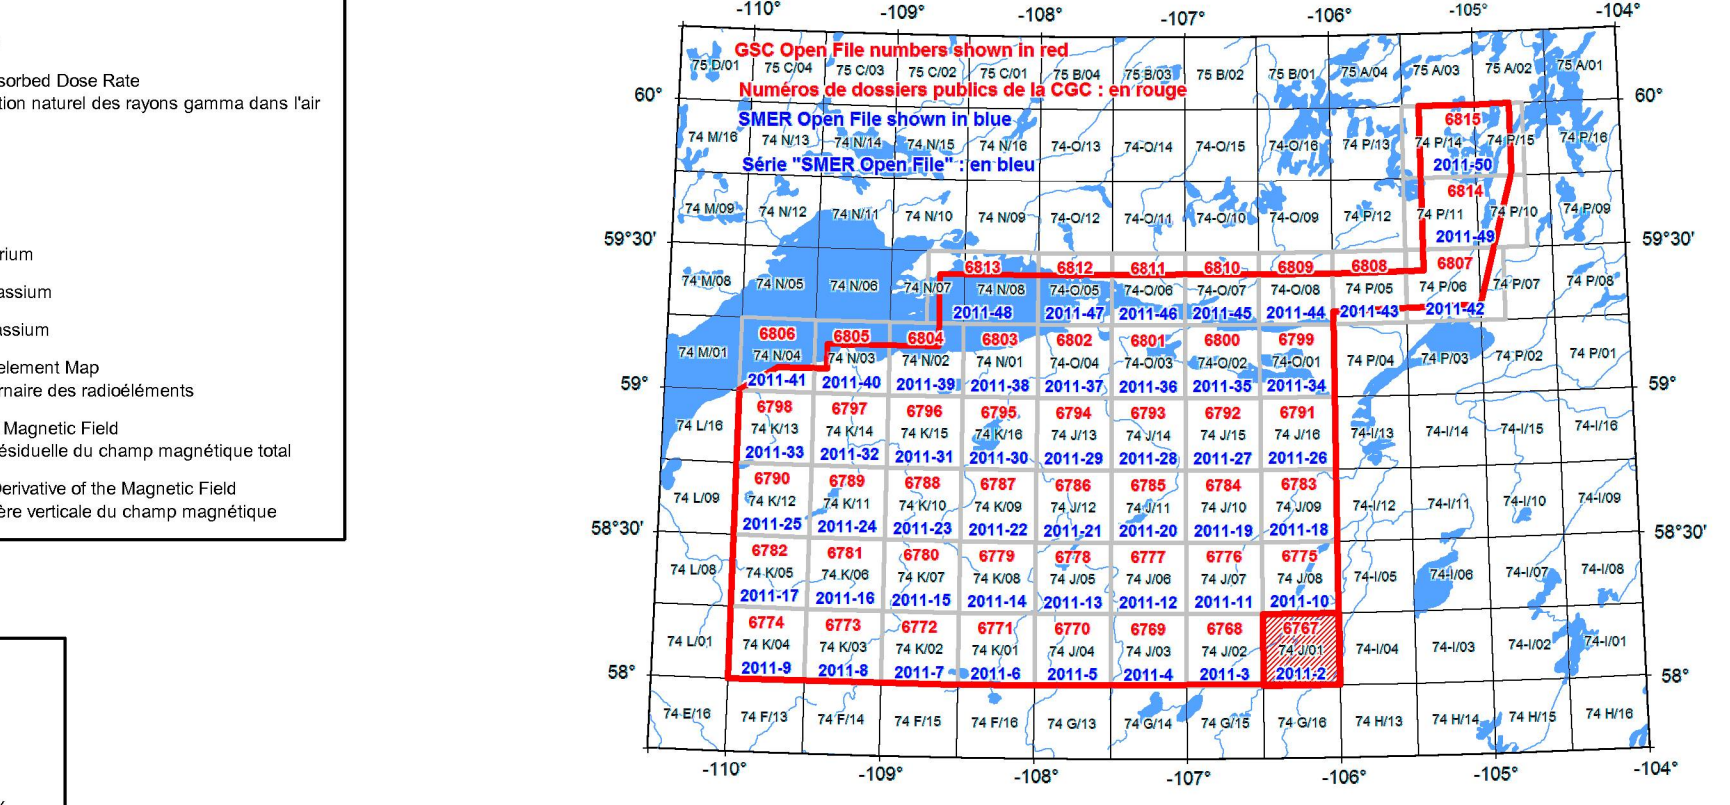 sorbed Dose Rate
tion naturel des rayons gamma dans l'air
rium
assium
assium
element Map
rnaire des radioéléments
Magnetic Field
ésiduelle du champ magnétique total
Derivative of the Magnetic Field
ère verticale du champ magnétique
-110° -109° -108° -107° -106° -105° -104°
GSC Open File numbers shown in red
75 D/01 75 C/04 75 C/03 75 C/02 75 C/01 75 B/04 75 B/03 75 B/02 75 B/01 75 A/04 75 A/03 75 A/02 75 A/01
Numéros de dossiers publics de la CGC : en rouge
60° 60°
SMER Open File shown in blue
6815
74 M/16 74 N/13 74 N/14 74 N/15 74 N/16 74-O/13 74-O/14 74-O/15 74-O/16 74 P/13 74 P/14 74 P/15 74 P/16
Série "SMER Open File" : en bleu
2011-50
6814
74 M/09 74 N/12 74 N/11 74 N/10 74 N/09 74-O/12 74-O/11 74-O/10 74-O/09 74 P/12 74 P/11 74 P/10 74 P/09
2011-49
59°30' 59°30'
6813 6812 6811 6810 6809 6808 6807
74 M/08 74 N/05 74 N/06 74 N/07 74 N/08 74-O/05 74-O/06 74-O/07 74-O/08 74 P/05 74 P/06 74 P/07 74 P/08
2011-48 2011-47 2011-46 2011-45 2011-44 2011-43 2011-42
6806 6805 6804 6803 6802 6801 6800 6799
74 M/01 74 N/04 74 N/03 74 N/02 74 N/01 74-O/04 74-O/03 74-O/02 74-O/01 74 P/04 74 P/03 74 P/02 74 P/01
2011-41 2011-40 2011-39 2011-38 2011-37 2011-36 2011-35 2011-34
59° 59°
6798 6797 6796 6795 6794 6793 6792 6791
74 L/16 74 K/13 74 K/14 74 K/15 74 K/16 74 J/13 74 J/14 74 J/15 74 J/16 74-I/13 74-I/14 74-I/15 74-I/16
2011-33 2011-32 2011-31 2011-30 2011-29 2011-28 2011-27 2011-26
6790 6789 6788 6787 6786 6785 6784 6783
74 L/09 74 K/12 74 K/11 74 K/10 74 K/09 74 J/12 74 J/11 74 J/10 74 J/09 74-I/12 74-I/11 74-I/10 74-I/09
2011-25 2011-24 2011-23 2011-22 2011-21 2011-20 2011-19 2011-18
58°30' 58°30'
6782 6781 6780 6779 6778 6777 6776 6775
74 L/08 74 K/05 74 K/06 74 K/07 74 K/08 74 J/05 74 J/06 74 J/07 74 J/08 74-I/05 74-I/06 74-I/07 74-I/08
2011-17 2011-16 2011-15 2011-14 2011-13 2011-12 2011-11 2011-10
6774 6773 6772 6771 6770 6769 6768 6767
74 L/01 74 K/04 74 K/03 74 K/02 74 K/01 74 J/04 74 J/03 74 J/02 74 J/01 74-I/04 74-I/03 74-I/02 74-I/01
2011-9 2011-8 2011-7 2011-6 2011-5 2011-4 2011-3 2011-2
58° 58°
74 E/16 74 F/13 74 F/14 74 F/15 74 F/16 74 G/13 74 G/14 74 G/15 74 G/16 74 H/13 74 H/14 74 H/15 74 H/16
-110° -109° -108° -107° -106° -105° -104°